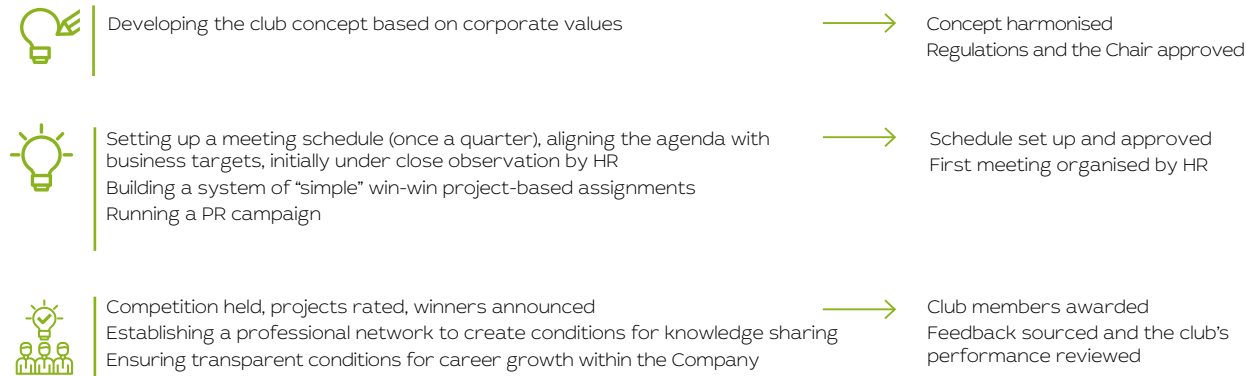 Developing the club concept based on corporate values
Concept harmonised
Regulations and the Chair approved
Setting up a meeting schedule (once a quarter), aligning the agenda with
business targets, initially under close observation by HR
Building a system of “simple” win-win project-based assignments
Running a PR campaign
Schedule set up and approved
First meeting organised by HR
Competition held, projects rated, winners announced
Establishing a professional network to create conditions for knowledge sharing
Ensuring transparent conditions for career growth within the Company
Club members awarded
Feedback sourced and the club’s
performance reviewed